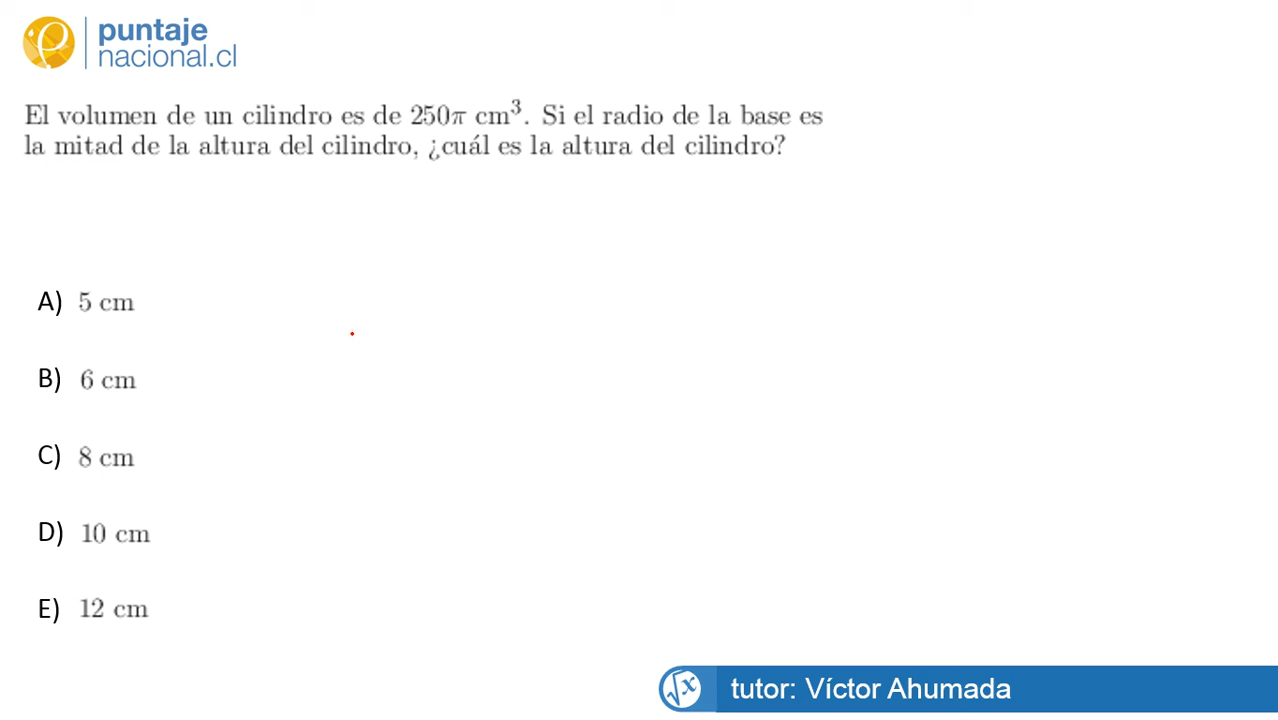 puntaje
nacional.cl
El volumen de un cilindro es de 250π cm³. Si el radio de la base es
la mitad de la altura del cilindro, ¿cuál es la altura del cilindro?
A) 5 cm
B) 6 cm
C) 8 cm
D) 10 cm
E) 12 cm
√x tutor: Víctor Ahumada